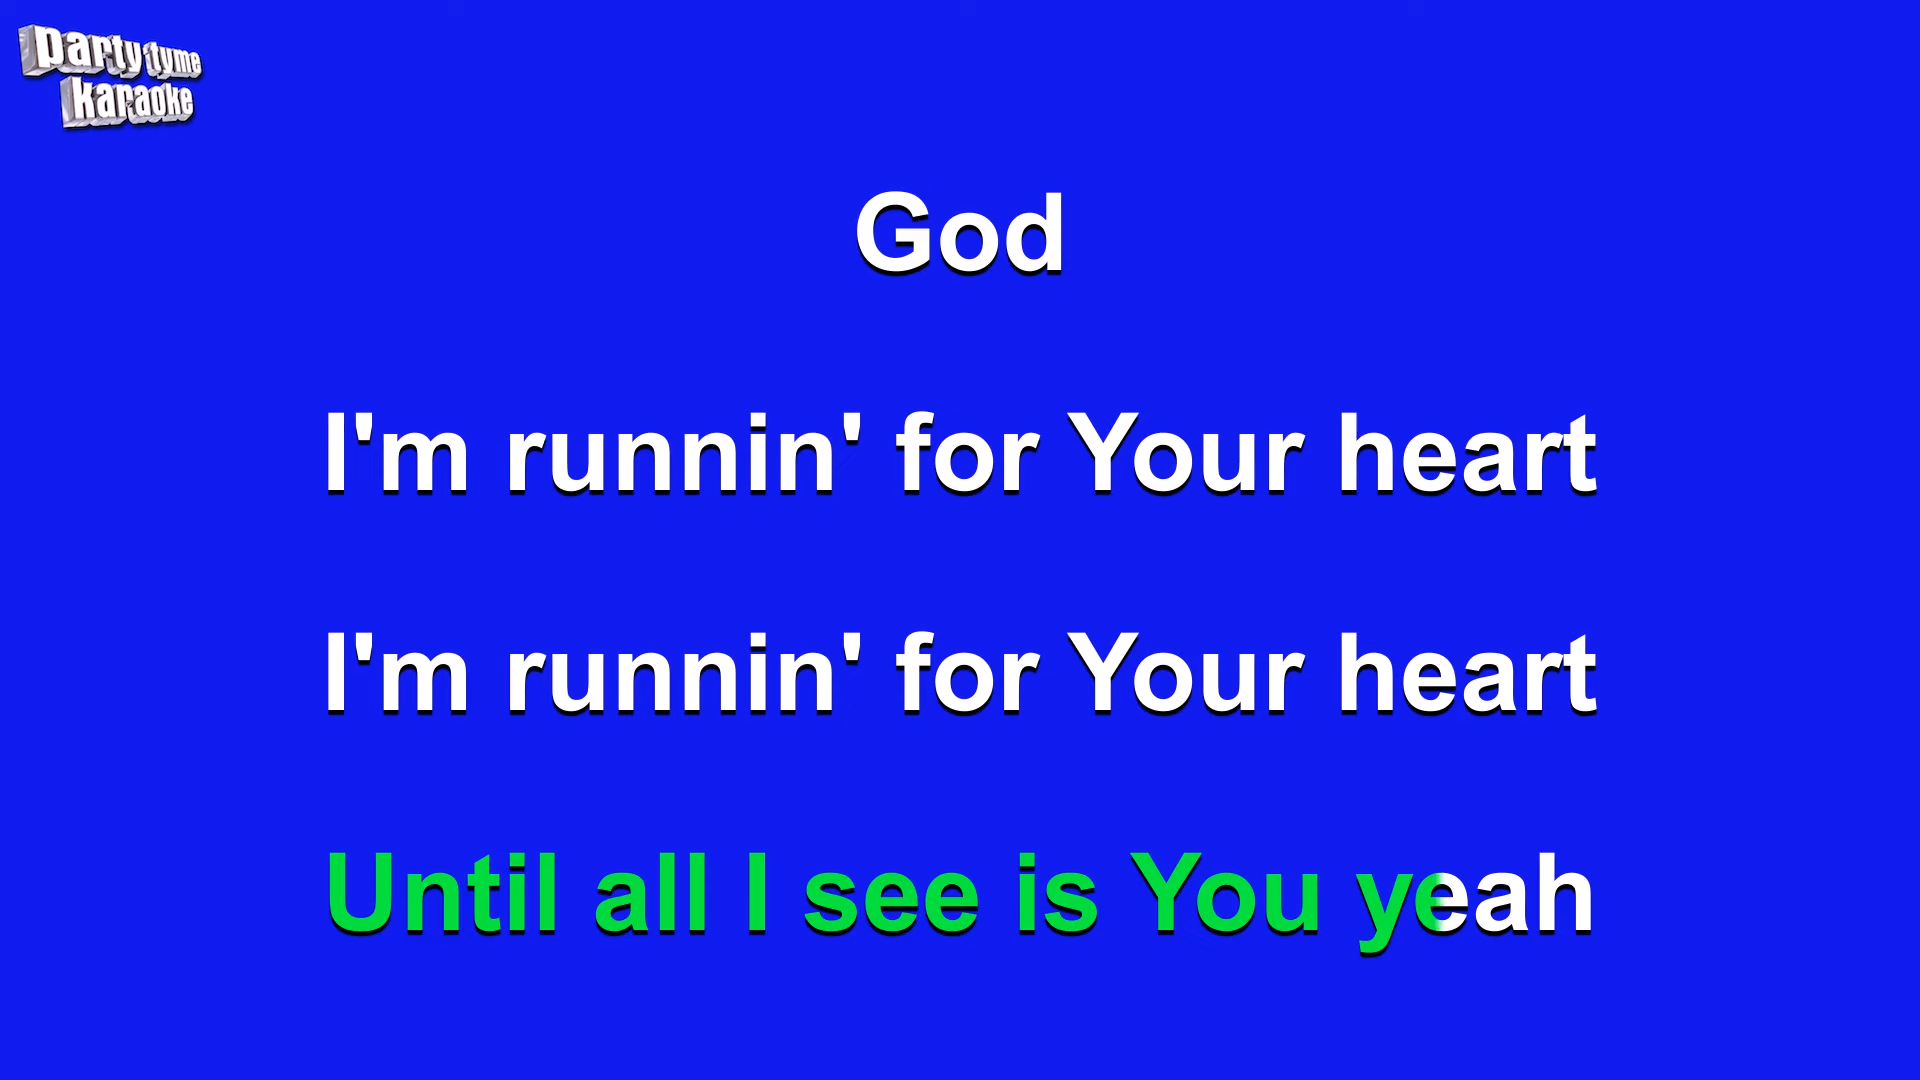 party tyme
karaoke
God
I'm runnin' for Your heart
I'm runnin' for Your heart
Until all I see is You yeah